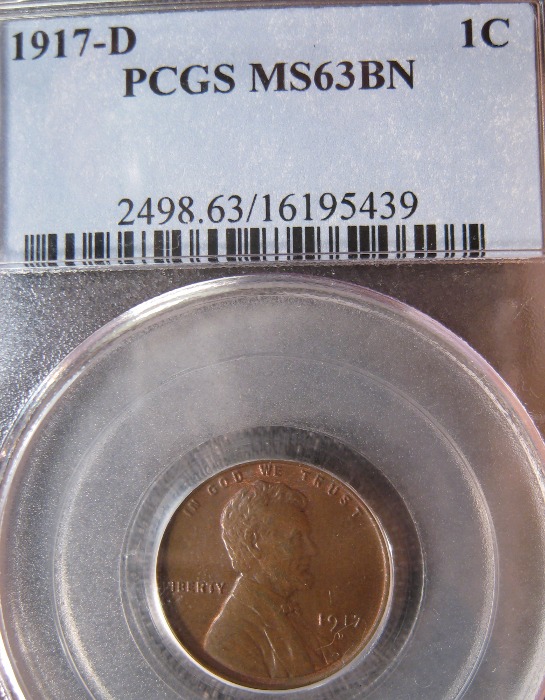 1917-D 1C
PCGS MS63BN
2498.63/16195439
IN GOD WE TRUST
LIBERTY
1917